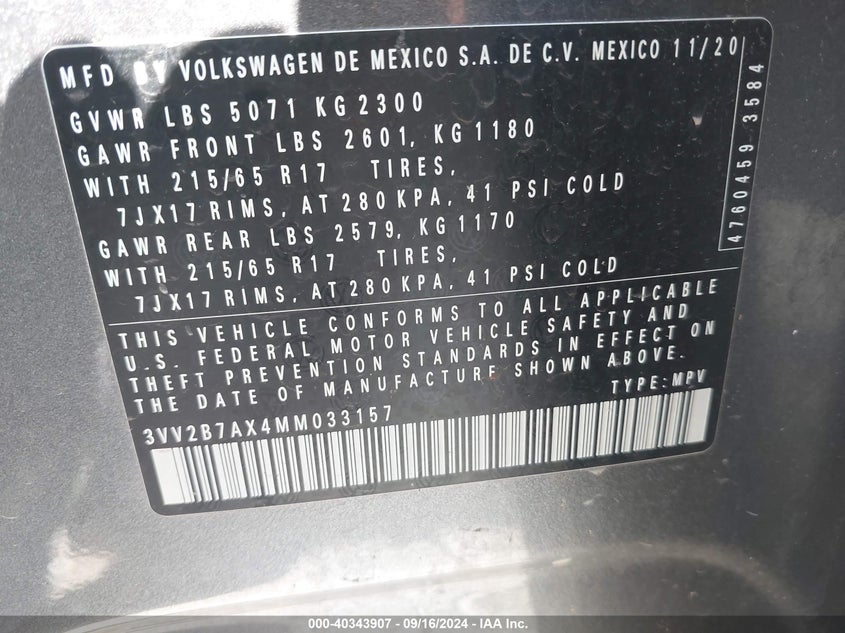 MFD BY VOLKSWAGEN DE MEXICO S.A. DE C.V. MEXICO 11/20
GVWR LBS 5071 KG 2300
GAWR FRONT LBS 2601, KG 1180
WITH 215/65 R17 TIRES,
7JX17 RIMS, AT 280 KPA, 41 PSI COLD
GAWR REAR LBS 2579, KG 1170
WITH 215/65 R17 TIRES,
7JX17 RIMS, AT 280 KPA, 41 PSI COLD
4760459 3584
THIS VEHICLE CONFORMS TO ALL APPLICABLE
U.S. FEDERAL MOTOR VEHICLE SAFETY AND
THEFT PREVENTION STANDARDS IN EFFECT ON
THE DATE OF MANUFACTURE SHOWN ABOVE.
TYPE: MPV
3VV2B7AX4MM033157
000-40343907 - 09/16/2024 - IAA Inc.